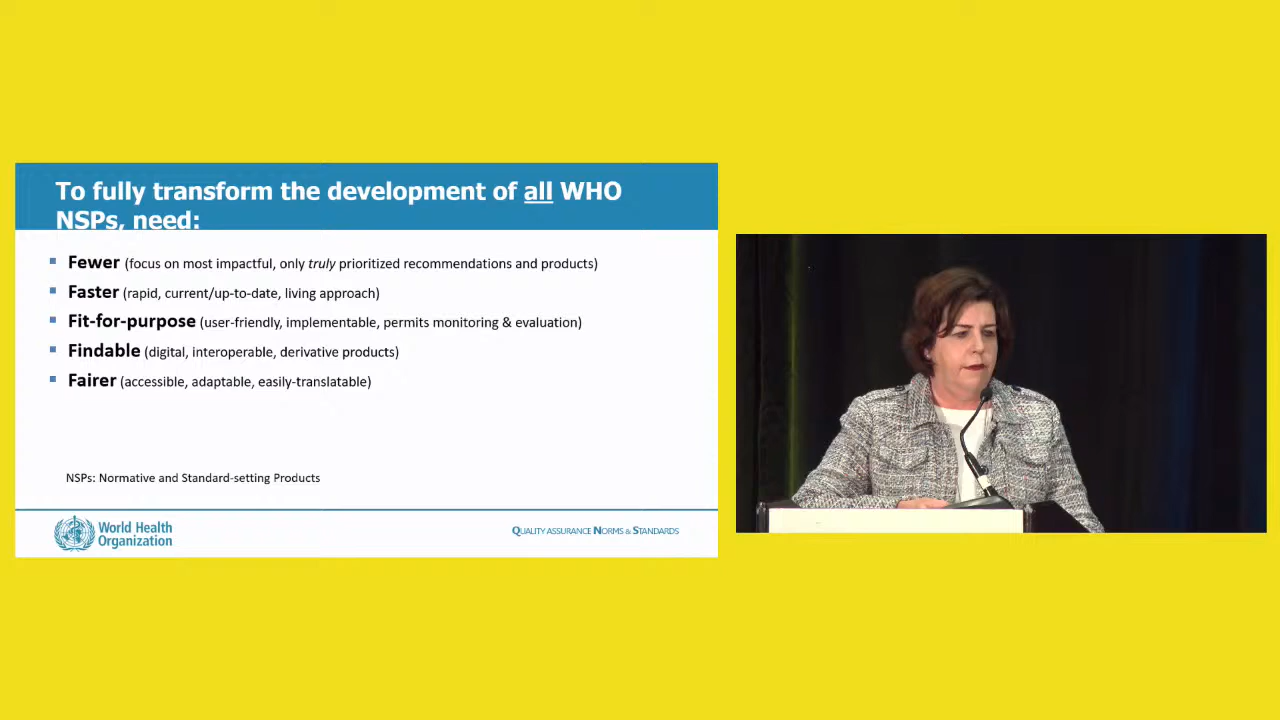 To fully transform the development of all WHO
NSPs, need:
▪ Fewer (focus on most impactful, only truly prioritized recommendations and products)
▪ Faster (rapid, current/up-to-date, living approach)
▪ Fit-for-purpose (user-friendly, implementable, permits monitoring & evaluation)
▪ Findable (digital, interoperable, derivative products)
▪ Fairer (accessible, adaptable, easily-translatable)
NSPs: Normative and Standard-setting Products
World Health
Organization
QUALITY ASSURANCE NORMS & STANDARDS